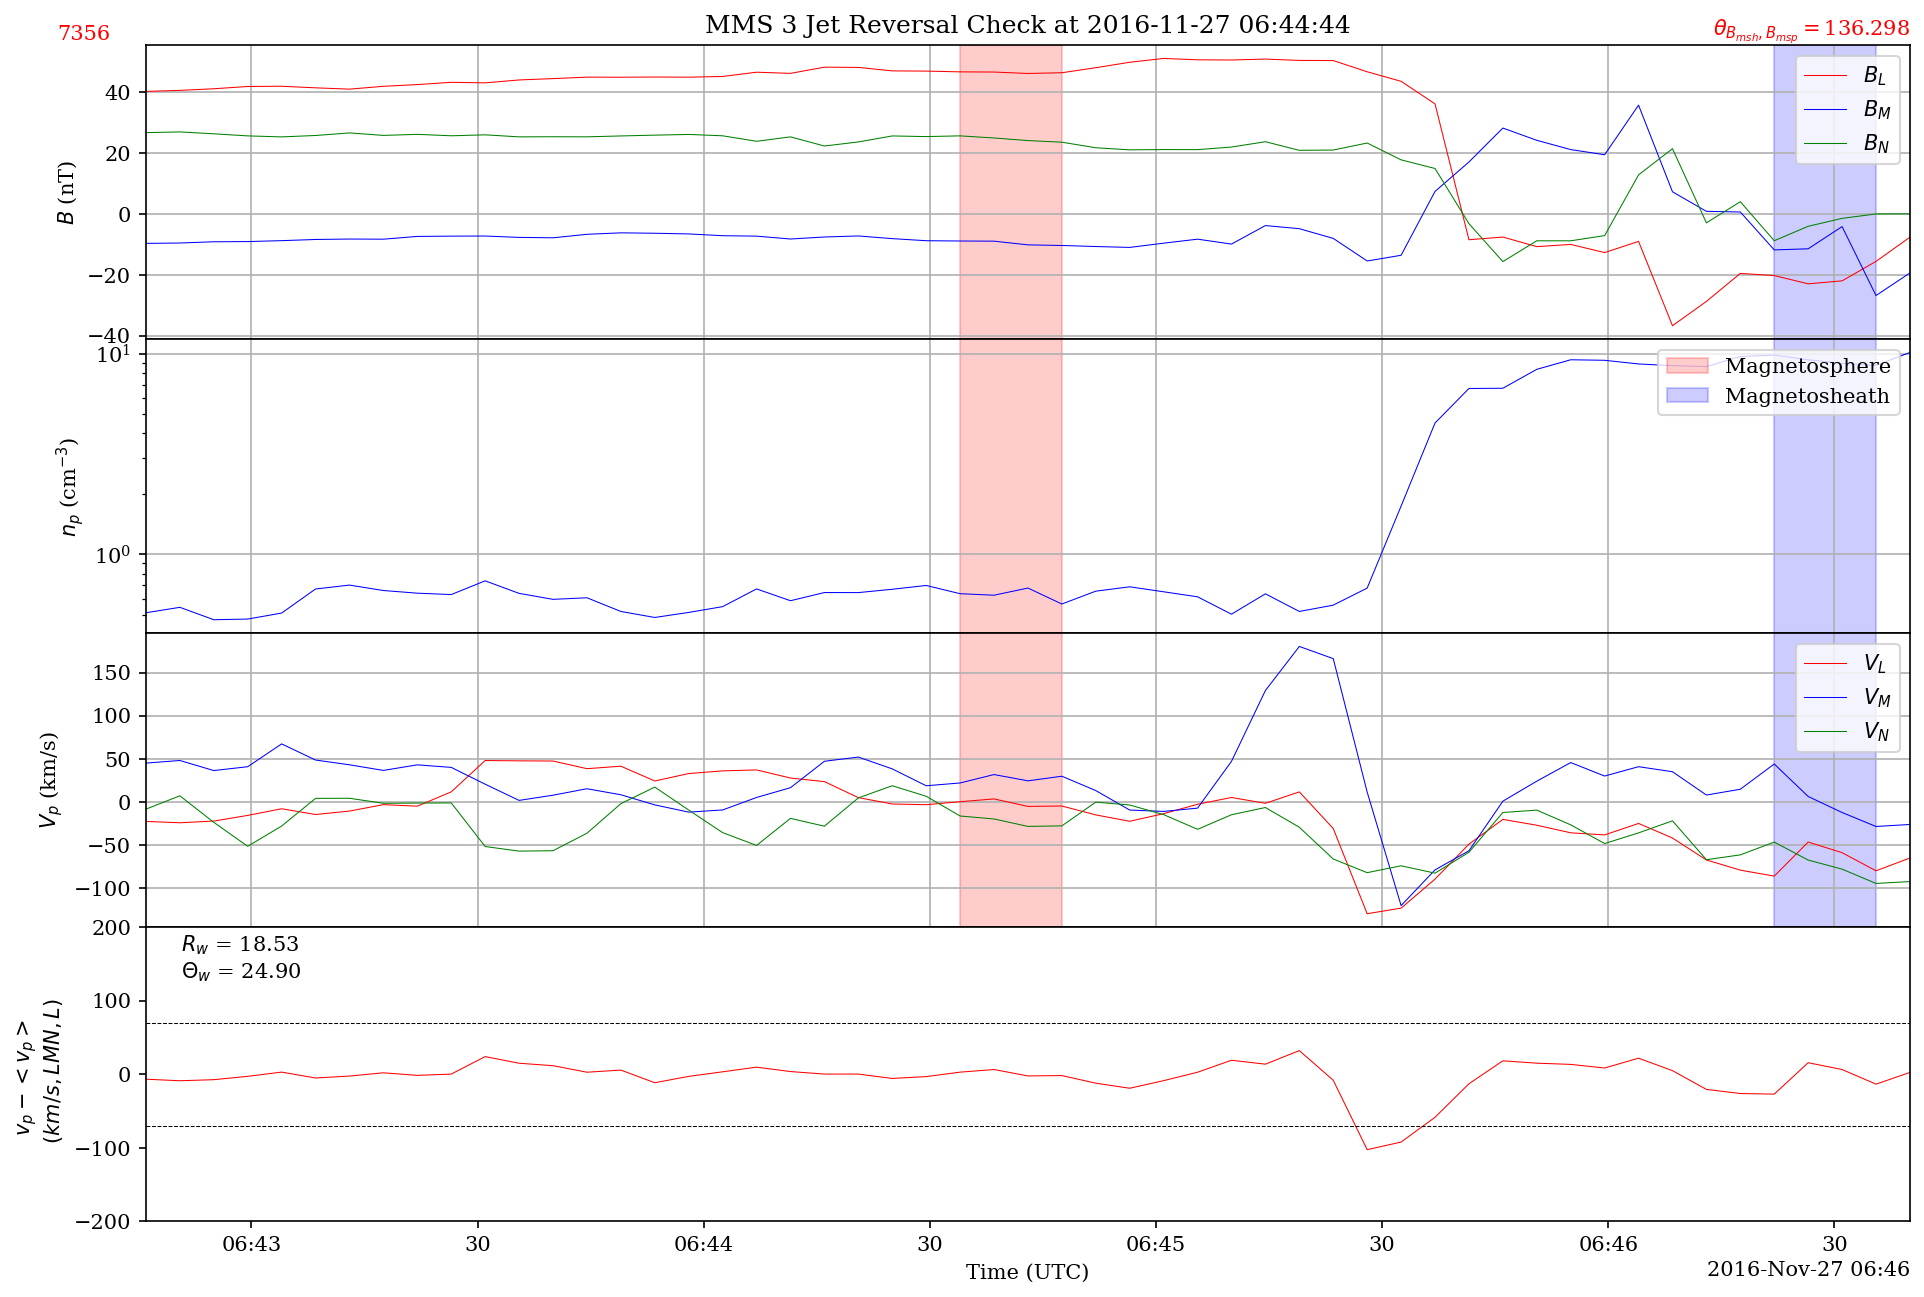 7356
MMS 3 Jet Reversal Check at 2016-11-27 06:44:44
θ_{B_{msh}, B_{msp}} = 136.298
B (nT)
40
20
0
−20
−40
B_L
B_M
B_N
n_p (cm^{−3})
10^1
10^0
Magnetosphere
Magnetosheath
V_p (km/s)
150
100
50
0
−50
−100
V_L
V_M
V_N
v_p − < v_p >
(km/s, LMN, L)
200
100
0
−100
−200
R_w = 18.53
Θ_w = 24.90
06:43
30
06:44
30
06:45
30
06:46
30
Time (UTC)
2016-Nov-27 06:46